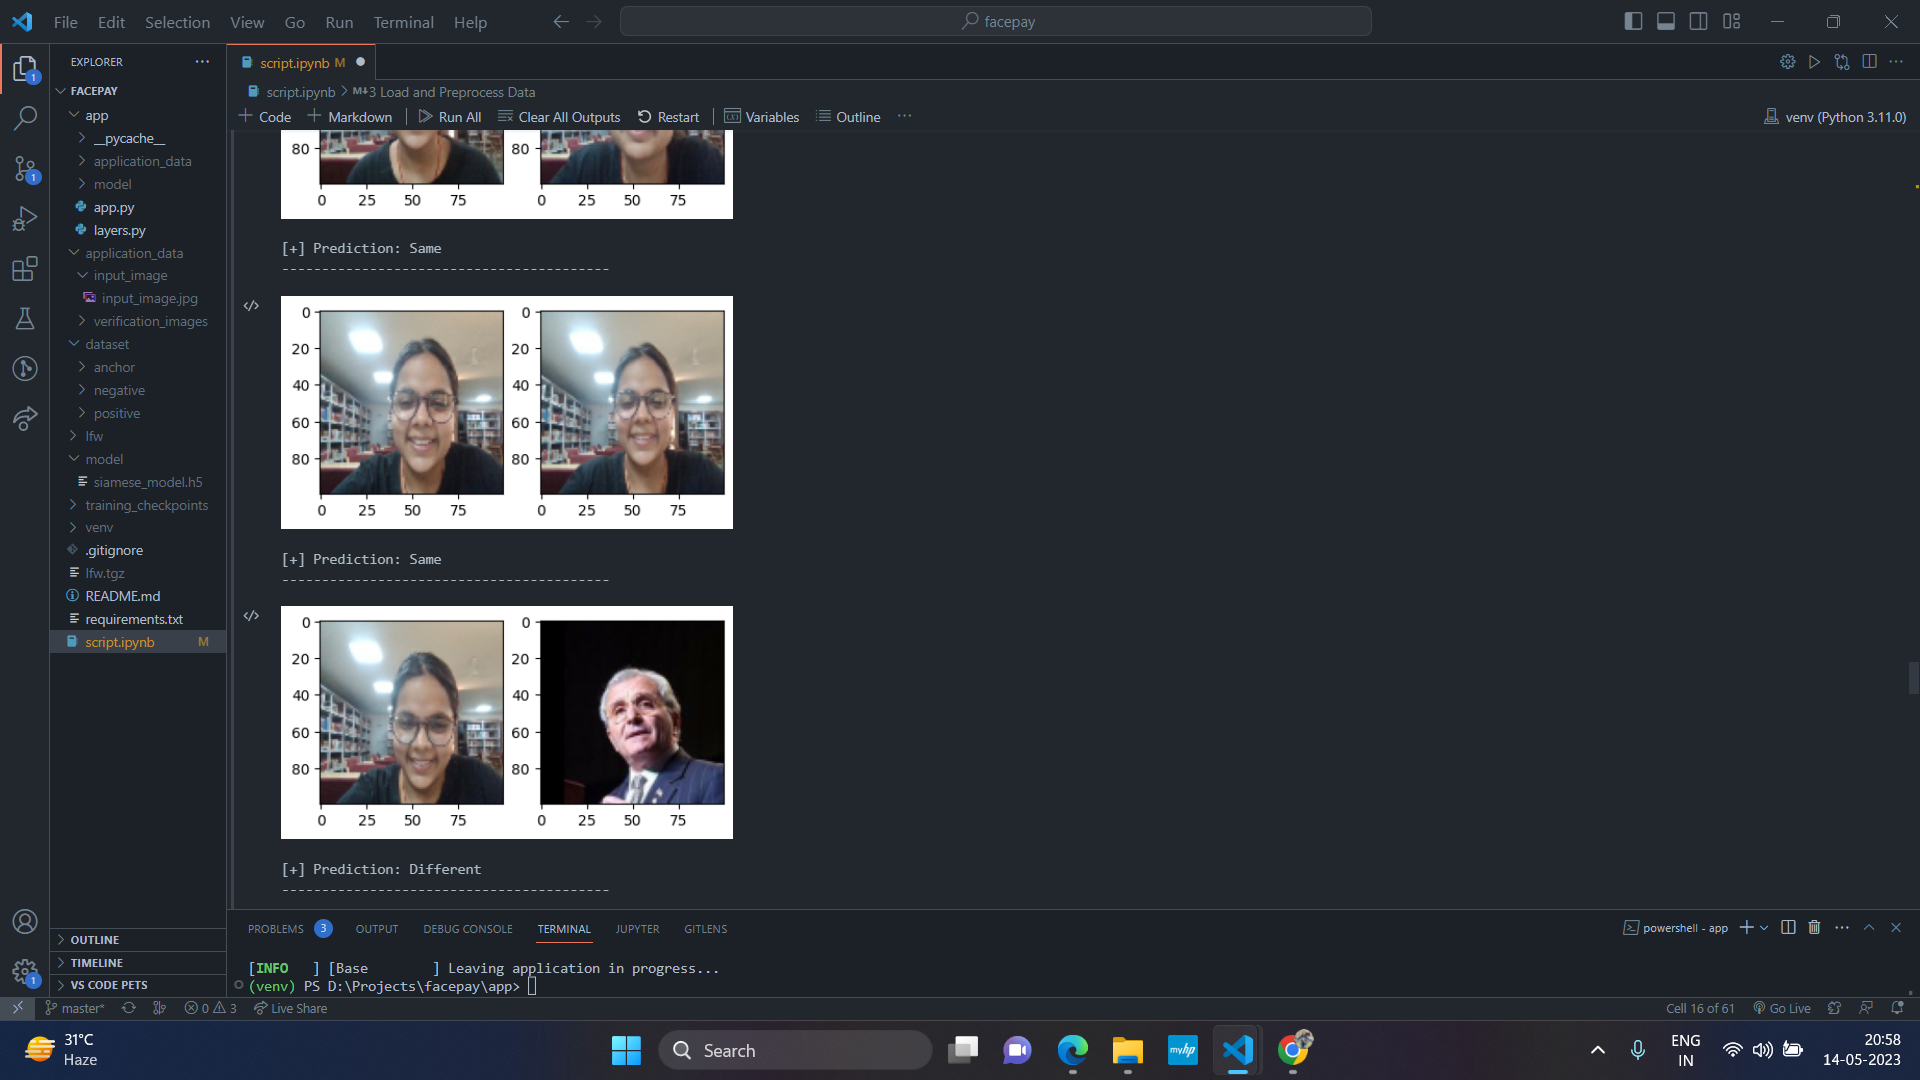 File Edit Selection View Go Run Terminal Help
facepay
EXPLORER
FACEPAY
app
__pycache__
application_data
model
app.py
layers.py
application_data
input_image
input_image.jpg
verification_images
dataset
anchor
negative
positive
lfw
model
siamese_model.h5
training_checkpoints
venv
.gitignore
lfw.tgz
README.md
requirements.txt
script.ipynb M
OUTLINE
TIMELINE
VS CODE PETS
1
1
1
script.ipynb M
script.ipynb > M↓3 Load and Preprocess Data
+ Code + Markdown | Run All Clear All Outputs Restart | Variables Outline ...
venv (Python 3.11.0)
80 80
0 25 50 75 0 25 50 75
[+] Prediction: Same
-----------------------------------------
0 0
20 20
40 40
60 60
80 80
0 25 50 75 0 25 50 75
[+] Prediction: Same
-----------------------------------------
0 0
20 20
40 40
60 60
80 80
0 25 50 75 0 25 50 75
[+] Prediction: Different
-----------------------------------------
PROBLEMS 3 OUTPUT DEBUG CONSOLE TERMINAL JUPYTER GITLENS
powershell - app
[INFO ] [Base ] Leaving application in progress...
(venv) PS D:\Projects\facepay\app>
master* 0 3 Live Share
Cell 16 of 61 Go Live
31°C
Haze
Search
myhp
ENG
IN
20:58
14-05-2023